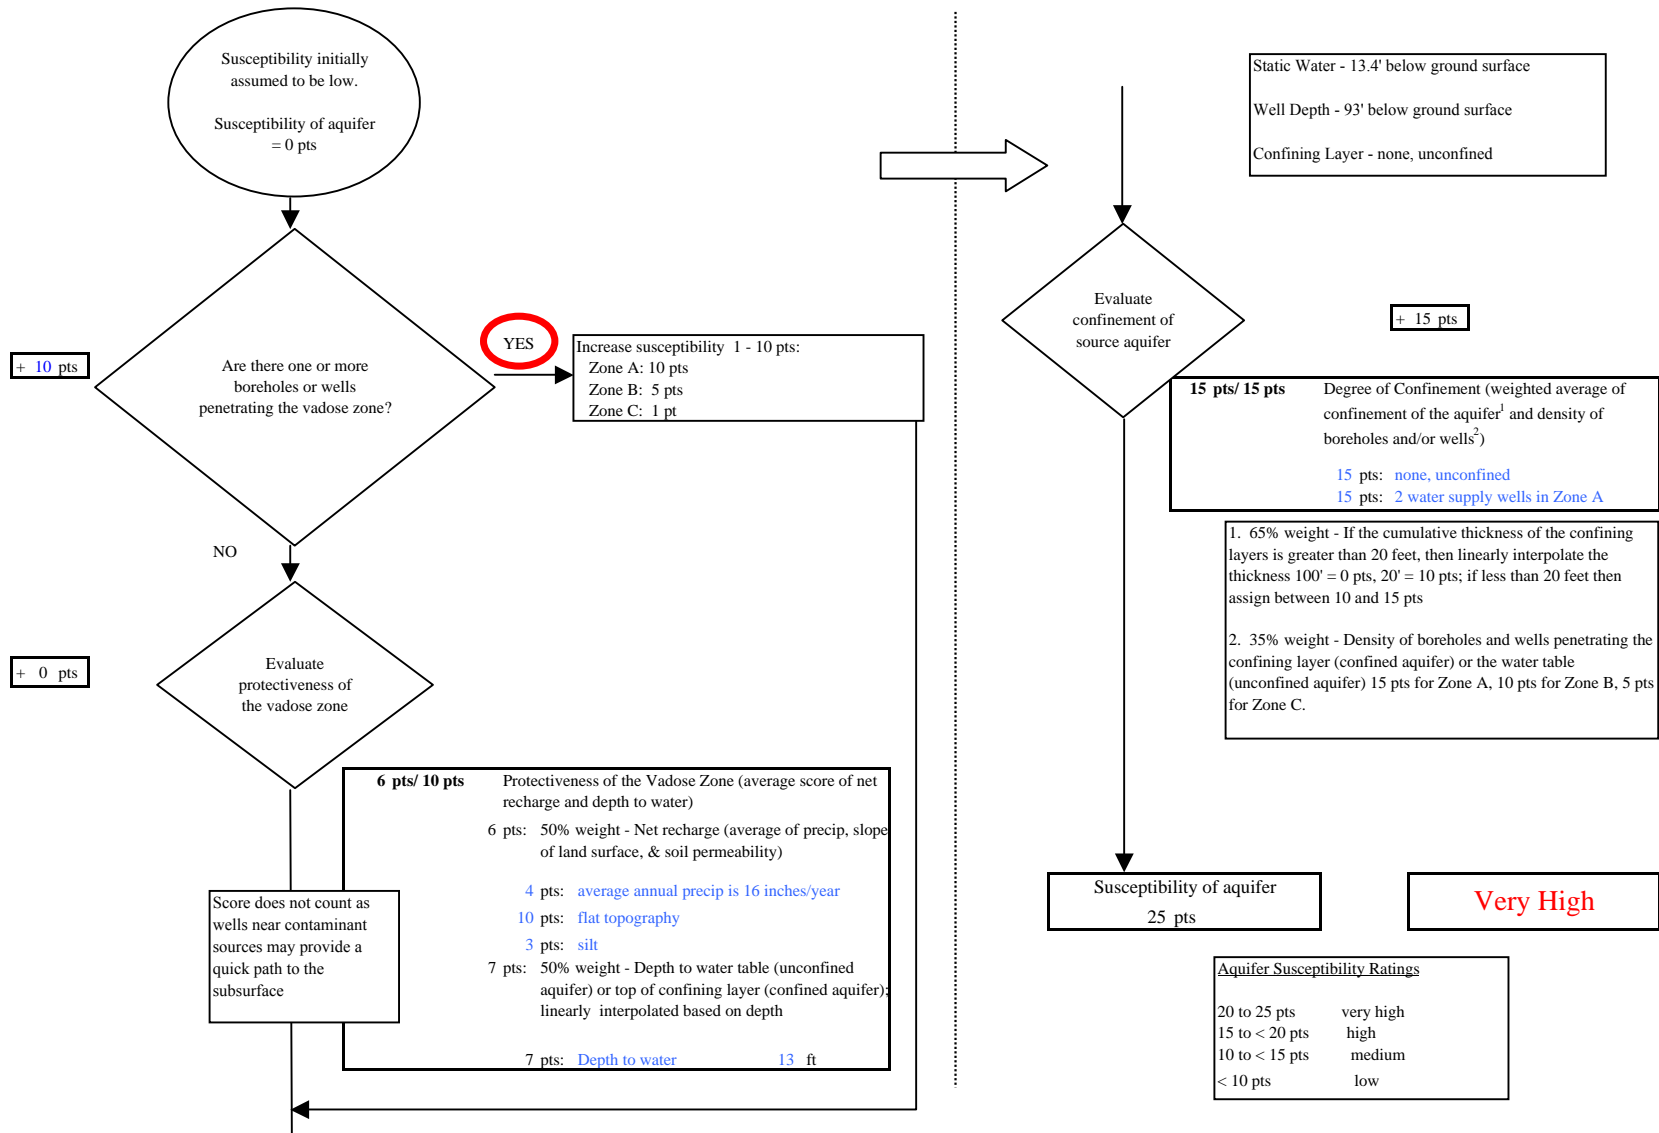 Susceptibility initially
assumed to be low.
Susceptibility of aquifer
= 0 pts
+ 10 pts
Are there one or more
boreholes or wells
penetrating the vadose zone?
YES
Increase susceptibility 1 - 10 pts:
Zone A: 10 pts
Zone B: 5 pts
Zone C: 1 pt
NO
+ 0 pts
Evaluate
protectiveness of
the vadose zone
6 pts/ 10 pts
Protectiveness of the Vadose Zone (average score of net
recharge and depth to water)
6 pts: 50% weight - Net recharge (average of precip, slope
of land surface, & soil permeability)
4 pts: average annual precip is 16 inches/year
10 pts: flat topography
3 pts: silt
7 pts: 50% weight - Depth to water table (unconfined
aquifer) or top of confining layer (confined aquifer);
linearly interpolated based on depth
7 pts: Depth to water 13 ft
Score does not count as
wells near contaminant
sources may provide a
quick path to the
subsurface
Static Water - 13.4' below ground surface
Well Depth - 93' below ground surface
Confining Layer - none, unconfined
Evaluate
confinement of
source aquifer
+ 15 pts
15 pts/ 15 pts
Degree of Confinement (weighted average of
confinement of the aquifer1 and density of
boreholes and/or wells2)
15 pts: none, unconfined
15 pts: 2 water supply wells in Zone A
1. 65% weight - If the cumulative thickness of the confining
layers is greater than 20 feet, then linearly interpolate the
thickness 100' = 0 pts, 20' = 10 pts; if less than 20 feet then
assign between 10 and 15 pts
2. 35% weight - Density of boreholes and wells penetrating the
confining layer (confined aquifer) or the water table
(unconfined aquifer) 15 pts for Zone A, 10 pts for Zone B, 5 pts
for Zone C.
Susceptibility of aquifer
25 pts
Very High
Aquifer Susceptibility Ratings
20 to 25 pts very high
15 to < 20 pts high
10 to < 15 pts medium
< 10 pts low